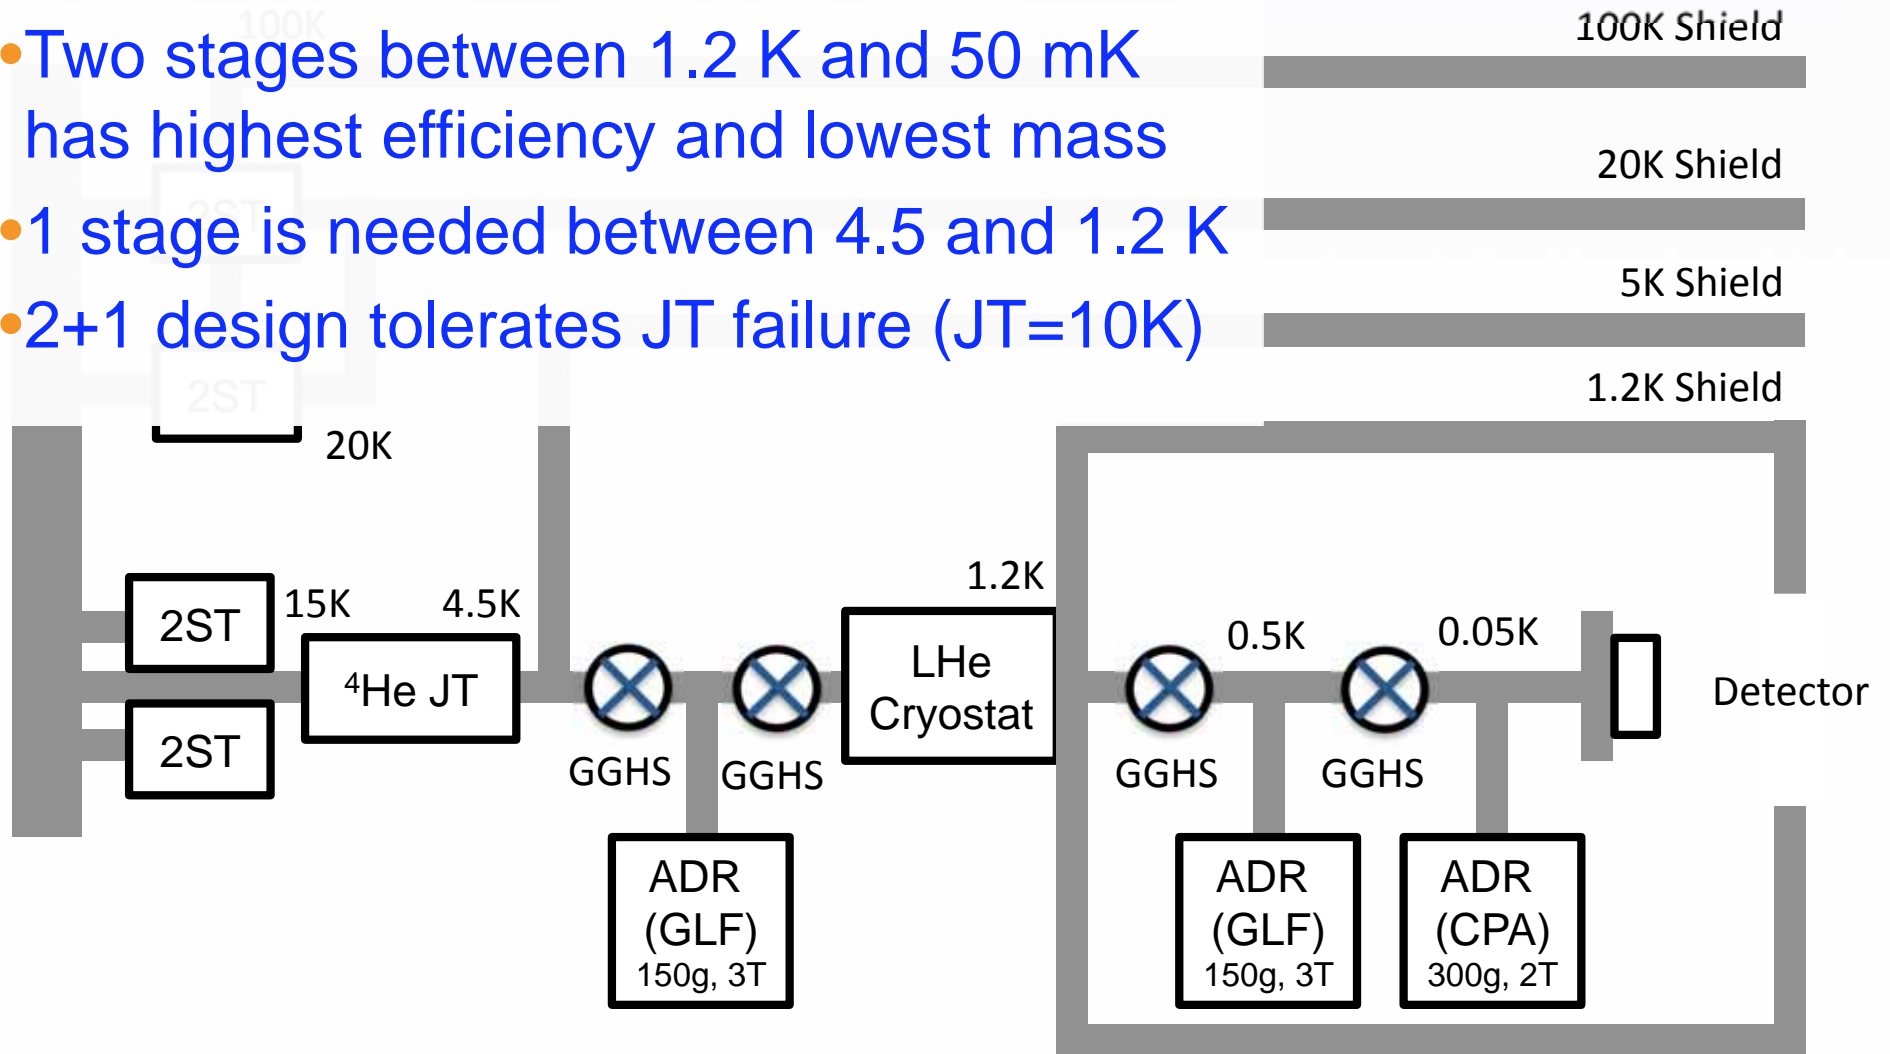 100K
•Two stages between 1.2 K and 50 mK
has highest efficiency and lowest mass
•1 stage is needed between 4.5 and 1.2 K
•2+1 design tolerates JT failure (JT=10K)
100K Shield
20K Shield
5K Shield
1.2K Shield
2ST
2ST
20K
2ST
15K
4.5K
⁴He JT
2ST
GGHS
GGHS
1.2K
LHe
Cryostat
0.5K
0.05K
GGHS
GGHS
Detector
ADR
(GLF)
150g, 3T
ADR
(GLF)
150g, 3T
ADR
(CPA)
300g, 2T